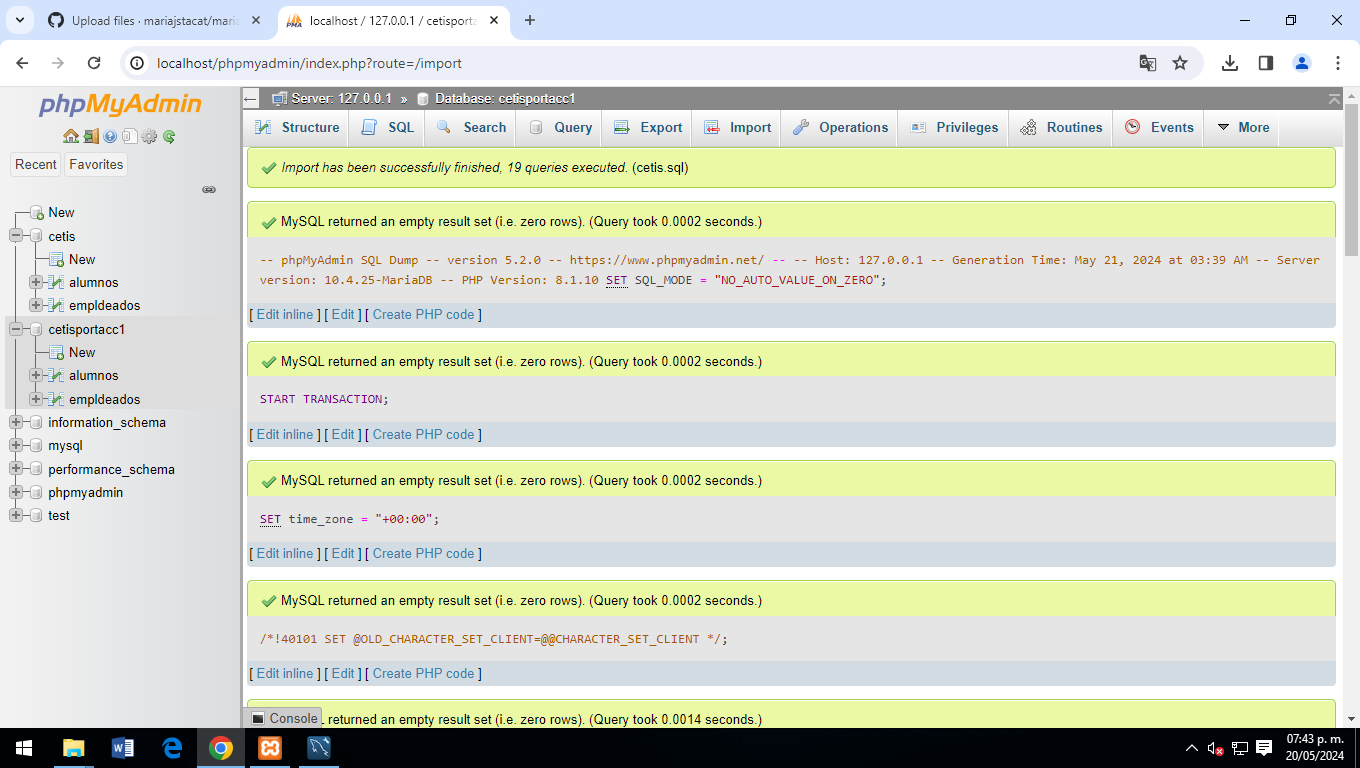 Upload files · mariajstacat/maria
localhost / 127.0.0.1 / cetisporta
localhost/phpmyadmin/index.php?route=/import
phpMyAdmin
Recent
Favorites
New
cetis
New
alumnos
empldeados
cetisportacc1
New
alumnos
empldeados
information_schema
mysql
performance_schema
phpmyadmin
test
Server: 127.0.0.1 » Database: cetisportacc1
Structure SQL Search Query Export Import Operations Privileges Routines Events More
Import has been successfully finished, 19 queries executed. (cetis.sql)
MySQL returned an empty result set (i.e. zero rows). (Query took 0.0002 seconds.)
-- phpMyAdmin SQL Dump -- version 5.2.0 -- https://www.phpmyadmin.net/ -- -- Host: 127.0.0.1 -- Generation Time: May 21, 2024 at 03:39 AM -- Server
version: 10.4.25-MariaDB -- PHP Version: 8.1.10 SET SQL_MODE = "NO_AUTO_VALUE_ON_ZERO";
[ Edit inline ] [ Edit ] [ Create PHP code ]
MySQL returned an empty result set (i.e. zero rows). (Query took 0.0002 seconds.)
START TRANSACTION;
[ Edit inline ] [ Edit ] [ Create PHP code ]
MySQL returned an empty result set (i.e. zero rows). (Query took 0.0002 seconds.)
SET time_zone = "+00:00";
[ Edit inline ] [ Edit ] [ Create PHP code ]
MySQL returned an empty result set (i.e. zero rows). (Query took 0.0002 seconds.)
/*!40101 SET @OLD_CHARACTER_SET_CLIENT=@@CHARACTER_SET_CLIENT */;
[ Edit inline ] [ Edit ] [ Create PHP code ]
returned an empty result set (i.e. zero rows). (Query took 0.0014 seconds.)
Console
07:43 p. m.
20/05/2024